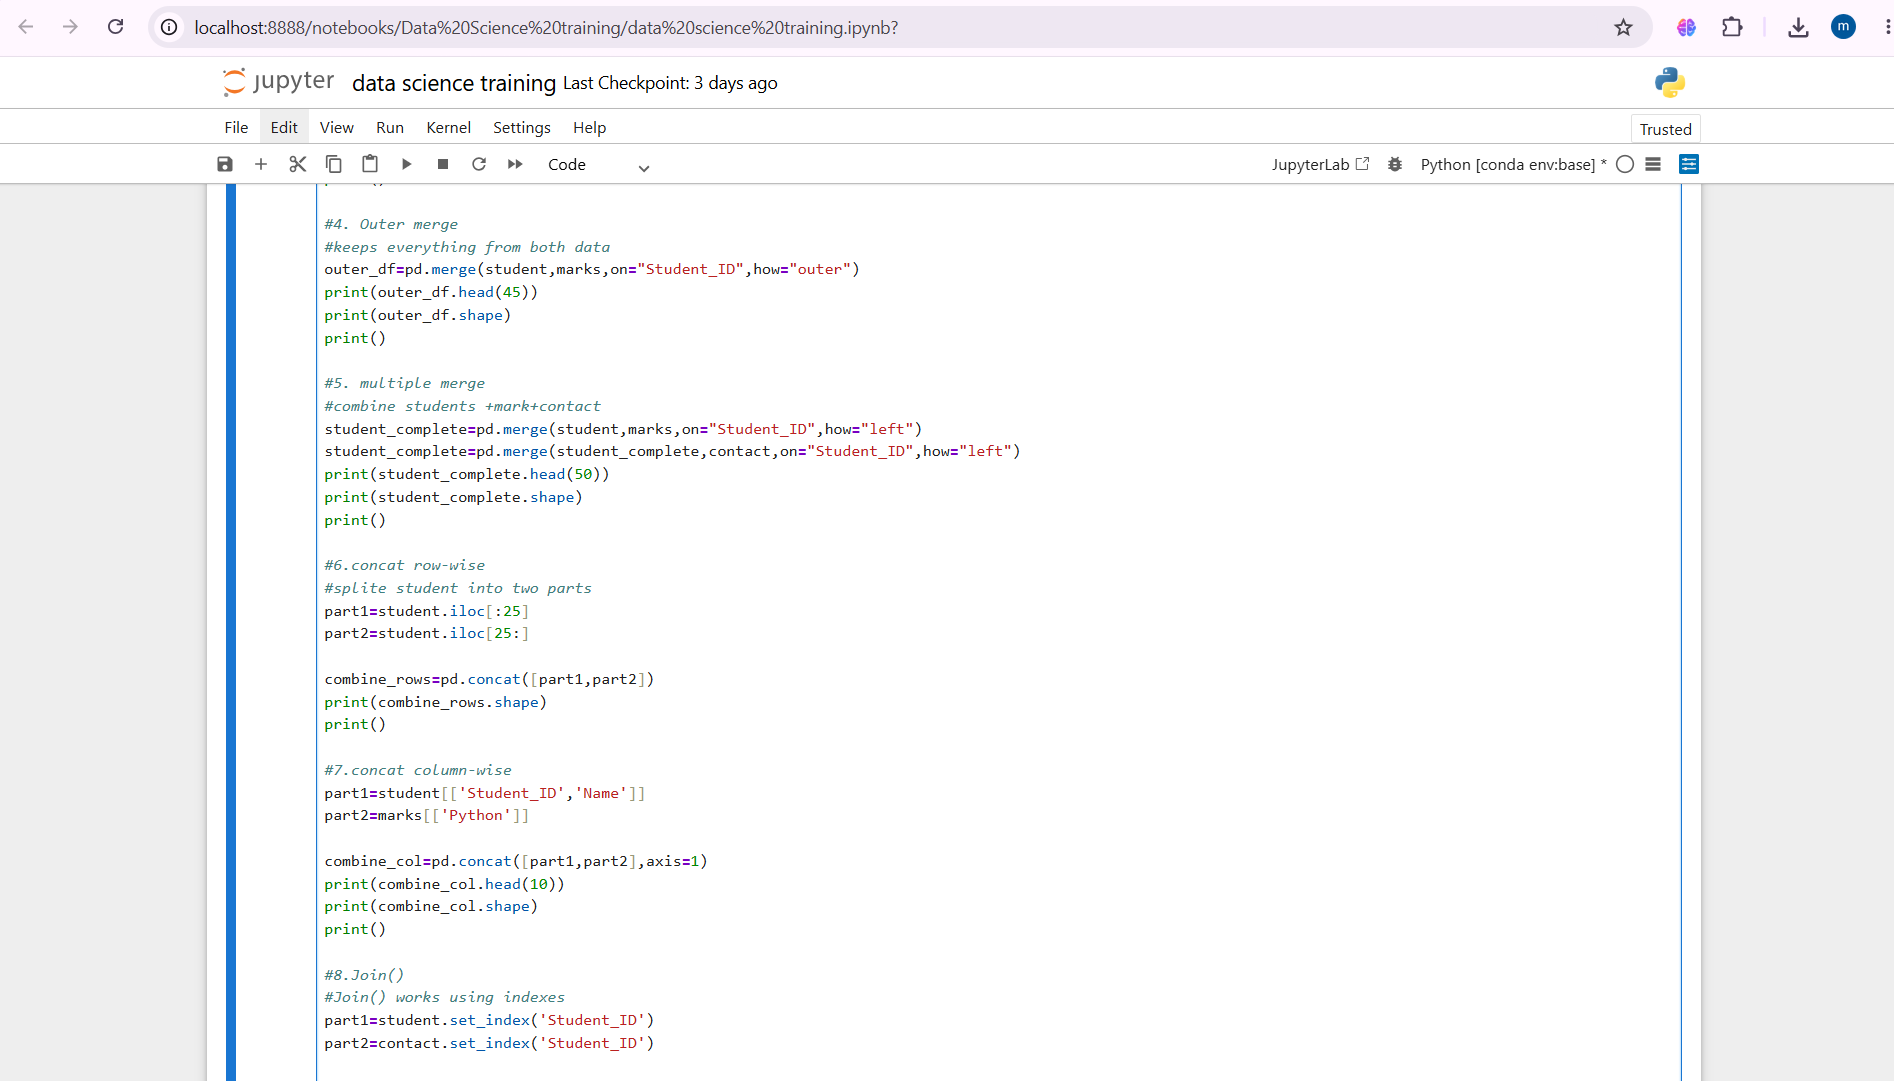 localhost:8888/notebooks/Data%20Science%20training/data%20science%20training.ipynb?
m
jupyter data science training Last Checkpoint: 3 days ago
File Edit View Run Kernel Settings Help
Trusted
Code
JupyterLab Python [conda env:base] *
#4. Outer merge
#keeps everything from both data
outer_df=pd.merge(student,marks,on="Student_ID",how="outer")
print(outer_df.head(45))
print(outer_df.shape)
print()
#5. multiple merge
#combine students +mark+contact
student_complete=pd.merge(student,marks,on="Student_ID",how="left")
student_complete=pd.merge(student_complete,contact,on="Student_ID",how="left")
print(student_complete.head(50))
print(student_complete.shape)
print()
#6.concat row-wise
#splite student into two parts
part1=student.iloc[:25]
part2=student.iloc[25:]
combine_rows=pd.concat([part1,part2])
print(combine_rows.shape)
print()
#7.concat column-wise
part1=student[['Student_ID','Name']]
part2=marks[['Python']]
combine_col=pd.concat([part1,part2],axis=1)
print(combine_col.head(10))
print(combine_col.shape)
print()
#8.Join()
#Join() works using indexes
part1=student.set_index('Student_ID')
part2=contact.set_index('Student_ID')